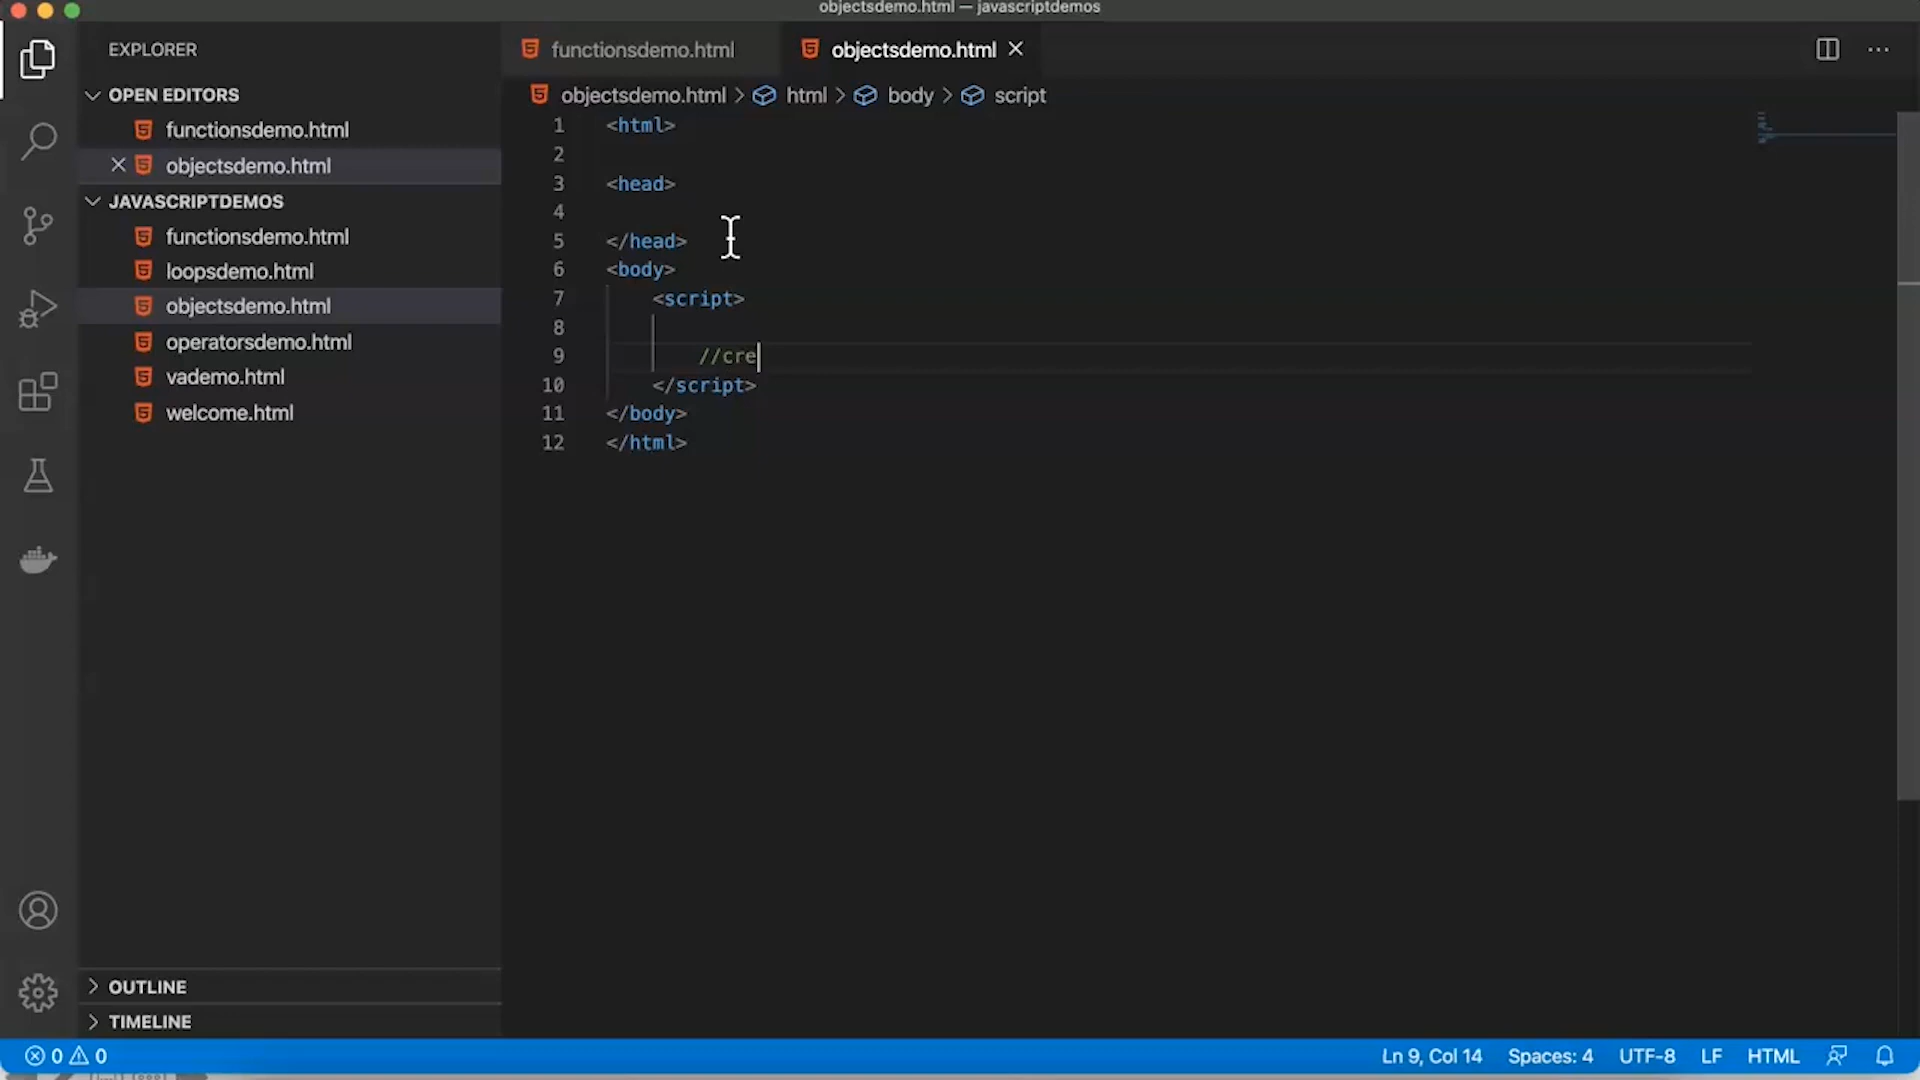 objectsdemo.html — javascriptdemos
EXPLORER
OPEN EDITORS
functionsdemo.html
objectsdemo.html
JAVASCRIPTDEMOS
functionsdemo.html
loopsdemo.html
objectsdemo.html
operatorsdemo.html
vademo.html
welcome.html
OUTLINE
TIMELINE
functionsdemo.html
objectsdemo.html
objectsdemo.html > html > body > script
1 <html>
2
3 <head>
4
5 </head>
6 <body>
7 <script>
8
9 //cre
10 </script>
11 </body>
12 </html>
0 0
Ln 9, Col 14 Spaces: 4 UTF-8 LF HTML